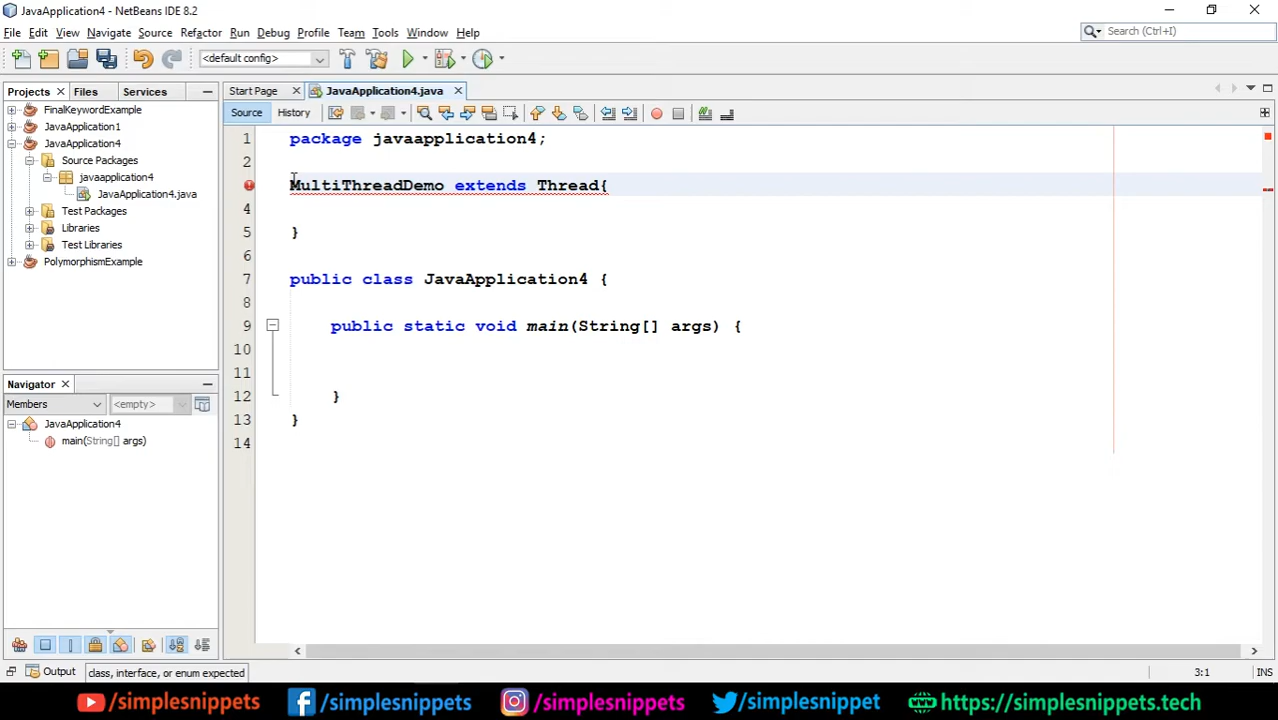 JavaApplication4 - NetBeans IDE 8.2
File Edit View Navigate Source Refactor Run Debug Profile Team Tools Window Help
Search (Ctrl+I)
<default config>
Projects Files Services
Start Page JavaApplication4.java
Source History
FinalKeywordExample
JavaApplication1
JavaApplication4
Source Packages
javaapplication4
JavaApplication4.java
Test Packages
Libraries
Test Libraries
PolymorphismExample
1 package javaapplication4;
2
MultiThreadDemo extends Thread{
4
5 }
6
7 public class JavaApplication4 {
8
9 public static void main(String[] args) {
10
11
12 }
13 }
14
Navigator
Members <empty>
JavaApplication4
main(String[] args)
Output class, interface, or enum expected 3:1 INS
/simplesnippets /simplesnippets /simplesnippets /simplesnippet https://simplesnippets.tech